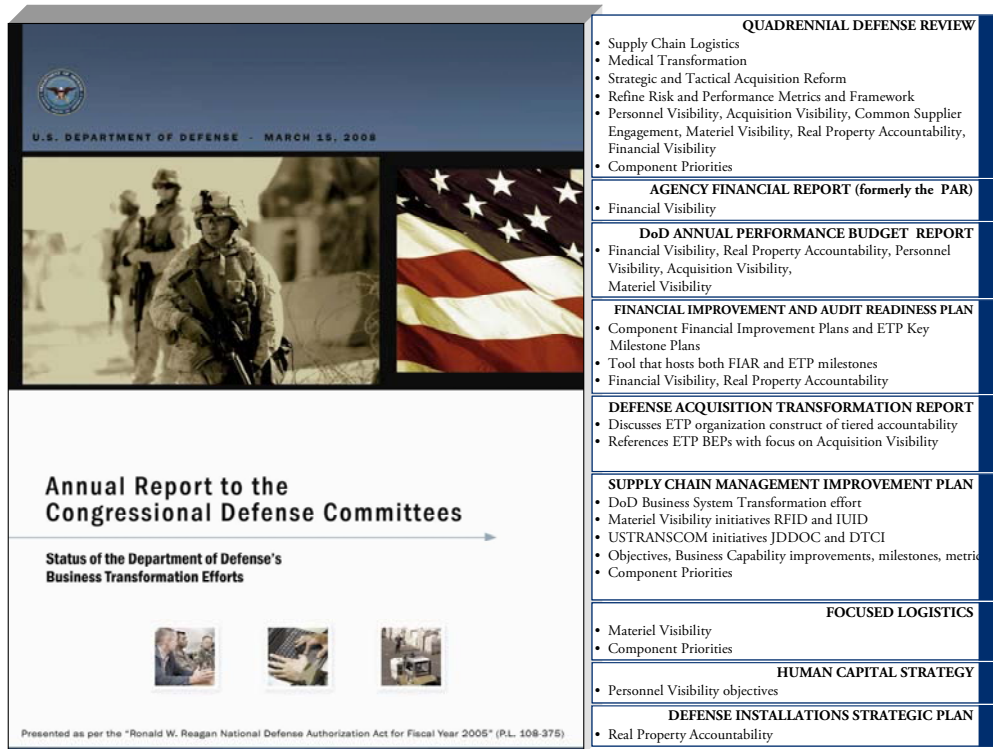 U.S. DEPARTMENT OF DEFENSE - MARCH 15, 2008
Annual Report to the
Congressional Defense Committees
Status of the Department of Defense's
Business Transformation Efforts
Presented as per the "Ronald W. Reagan National Defense Authorization Act for Fiscal Year 2005" (P.L. 108-375)
QUADRENNIAL DEFENSE REVIEW
• Supply Chain Logistics
• Medical Transformation
• Strategic and Tactical Acquisition Reform
• Refine Risk and Performance Metrics and Framework
• Personnel Visibility, Acquisition Visibility, Common Supplier
Engagement, Materiel Visibility, Real Property Accountability,
Financial Visibility
• Component Priorities
AGENCY FINANCIAL REPORT (formerly the PAR)
• Financial Visibility
DoD ANNUAL PERFORMANCE BUDGET REPORT
• Financial Visibility, Real Property Accountability, Personnel
Visibility, Acquisition Visibility,
Materiel Visibility
FINANCIAL IMPROVEMENT AND AUDIT READINESS PLAN
• Component Financial Improvement Plans and ETP Key
Milestone Plans
• Tool that hosts both FIAR and ETP milestones
• Financial Visibility, Real Property Accountability
DEFENSE ACQUISITION TRANSFORMATION REPORT
• Discusses ETP organization construct of tiered accountability
• References ETP BEPs with focus on Acquisition Visibility
SUPPLY CHAIN MANAGEMENT IMPROVEMENT PLAN
• DoD Business System Transformation effort
• Materiel Visibility initiatives RFID and IUID
• USTRANSCOM initiatives JDDOC and DTCI
• Objectives, Business Capability improvements, milestones, metric
• Component Priorities
FOCUSED LOGISTICS
• Materiel Visibility
• Component Priorities
HUMAN CAPITAL STRATEGY
• Personnel Visibility objectives
DEFENSE INSTALLATIONS STRATEGIC PLAN
• Real Property Accountability